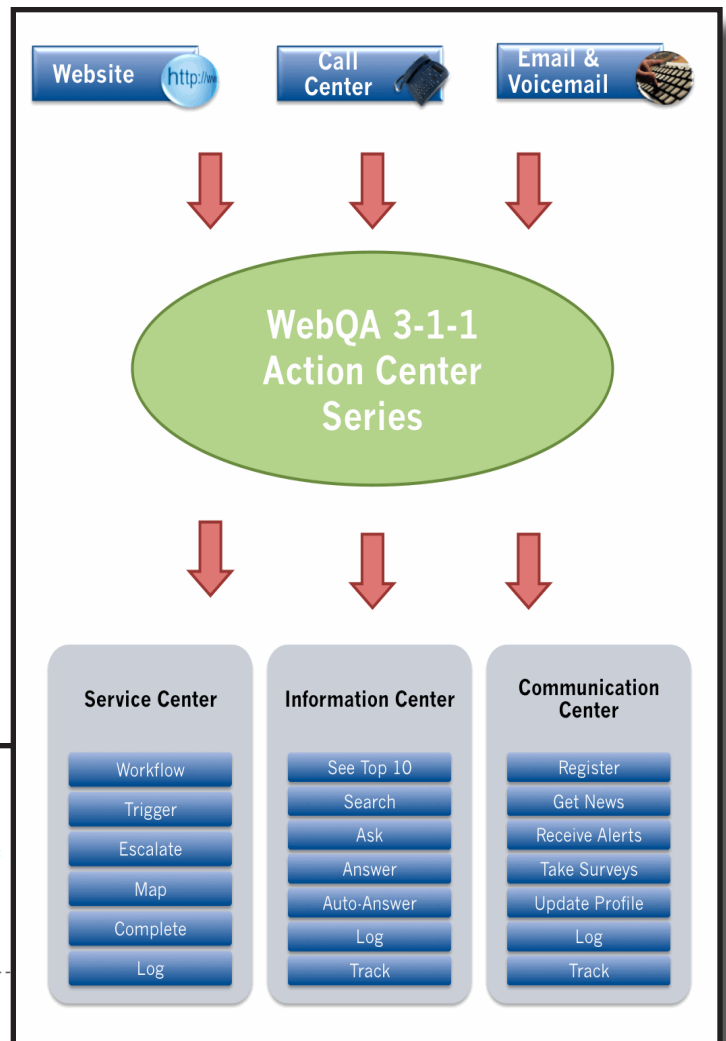 Website
http://ww
Call
Center
Email &
Voicemail
WebQA 3-1-1
Action Center
Series
Service Center
Workflow
Trigger
Escalate
Map
Complete
Log
Information Center
See Top 10
Search
Ask
Answer
Auto-Answer
Log
Track
Communication
Center
Register
Get News
Receive Alerts
Take Surveys
Update Profile
Log
Track